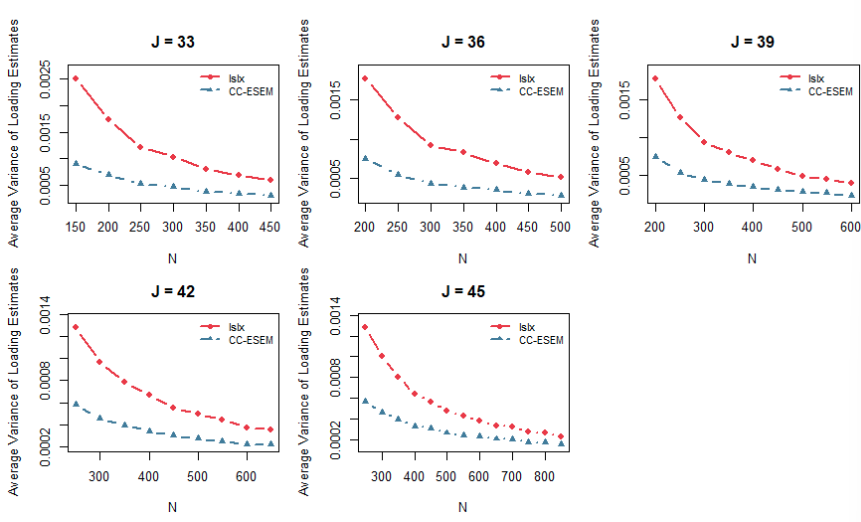 J = 33
Average Variance of Loading Estimates
0.0005 0.0015 0.0025
lslx
CC-ESEM
150 200 250 300 350 400 450
N
J = 36
Average Variance of Loading Estimates
0.0005 0.0015
lslx
CC-ESEM
200 250 300 350 400 450 500
N
J = 39
Average Variance of Loading Estimates
0.0005 0.0015
lslx
CC-ESEM
200 300 400 500 600
N
J = 42
Average Variance of Loading Estimates
0.0002 0.0008 0.0014
lslx
CC-ESEM
300 400 500 600
N
J = 45
Average Variance of Loading Estimates
0.0002 0.0008 0.0014
lslx
CC-ESEM
300 400 500 600 700 800
N